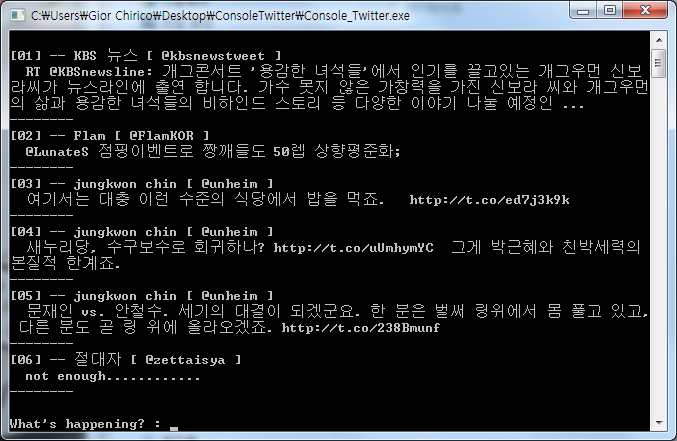 C:₩Users₩Gior Chirico₩Desktop₩ConsoleTwitter₩Console_Twitter.exe
[01] -- KBS 뉴스 [ @kbsnewstweet ]
RT @KBSnewsline: 개그콘서트 '용감한 녀석들'에서 인기를 끌고있는 개그우먼 신보
라씨가 뉴스라인에 출연 합니다. 가수 못지 않은 가창력을 가진 신보라 씨와 개그우먼
의 삶과 용감한 녀석들의 비하인드 스토리 등 다양한 이야기 나눌 예정인 ...
--------
[02] -- Flam [ @FlamKOR ]
@LunateS 점핑이벤트로 짱깨들도 50렙 상향평준화;
--------
[03] -- jungkwon chin [ @unheim ]
여기서는 대충 이런 수준의 식당에서 밥을 먹죠.   http://t.co/ed7j3k9k
--------
[04] -- jungkwon chin [ @unheim ]
새누리당, 수구보수로 회귀하나? http://t.co/uUmhymYC  그게 박근혜와 친박세력의
본질적 한계죠.
--------
[05] -- jungkwon chin [ @unheim ]
문재인 vs. 안철수. 세기의 대결이 되겠군요. 한 분은 벌써 링위에서 몸 풀고 있고,
다른 분도 곧 링 위에 올라오겠죠. http://t.co/238Bmunf
--------
[06] -- 절대자 [ @zettaisya ]
not enough............
--------
What's happening? : _